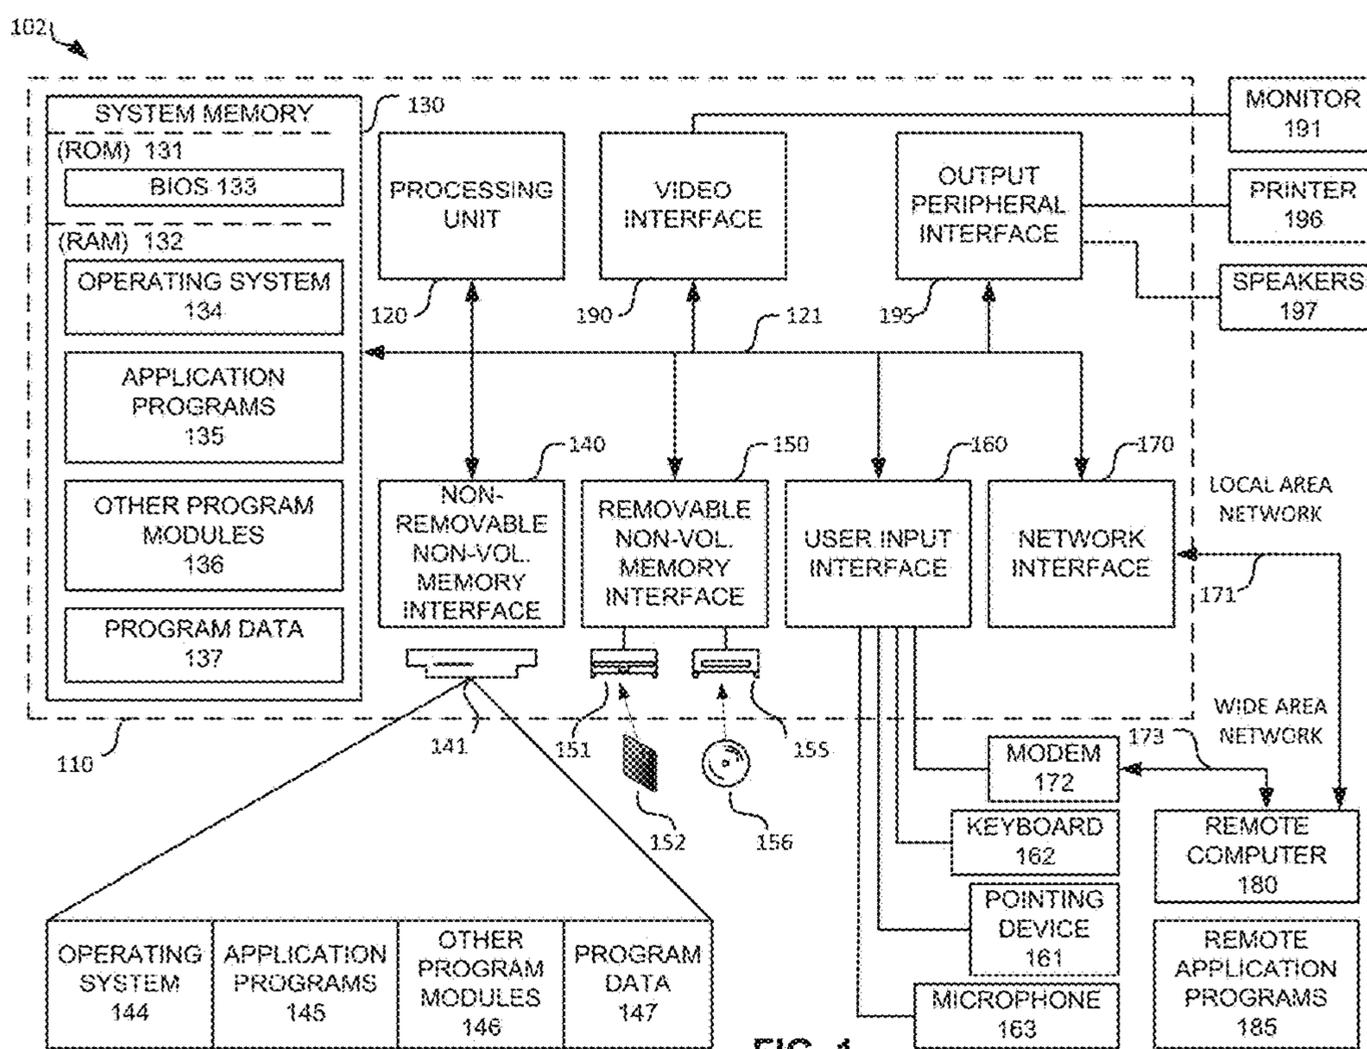 102
SYSTEM MEMORY
130
(ROM) 131
BIOS 133
(RAM) 132
OPERATING SYSTEM
134
APPLICATION
PROGRAMS
135
OTHER PROGRAM
MODULES
136
PROGRAM DATA
137
PROCESSING
UNIT
120
VIDEO
INTERFACE
190
OUTPUT
PERIPHERAL
INTERFACE
195
MONITOR
191
PRINTER
196
SPEAKERS
197
121
140
NON-
REMOVABLE
NON-VOL.
MEMORY
INTERFACE
150
REMOVABLE
NON-VOL.
MEMORY
INTERFACE
160
USER INPUT
INTERFACE
170
NETWORK
INTERFACE
LOCAL AREA
NETWORK
171
WIDE AREA
NETWORK
173
110
141
151
155
152
156
MODEM
172
KEYBOARD
162
POINTING
DEVICE
161
MICROPHONE
163
REMOTE
COMPUTER
180
REMOTE
APPLICATION
PROGRAMS
185
OPERATING
SYSTEM
144
APPLICATION
PROGRAMS
145
OTHER
PROGRAM
MODULES
146
PROGRAM
DATA
147
FIG. 1